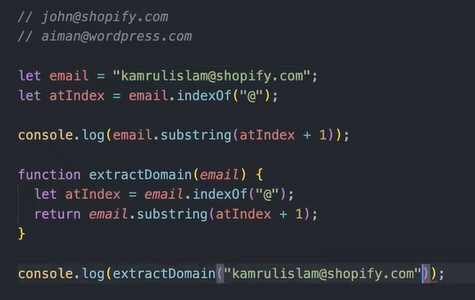 // john@shopify.com
// aiman@wordpress.com
let email = "kamrulislam@shopify.com";
let atIndex = email.indexOf("@");
console.log(email.substring(atIndex + 1));
function extractDomain(email) {
let atIndex = email.indexOf("@");
return email.substring(atIndex + 1);
}
console.log(extractDomain("kamrulislam@shopify.com"));